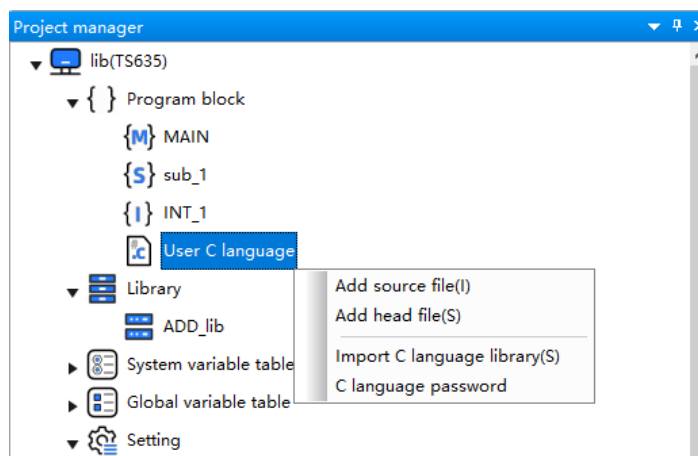 Project manager
lib(TS635)
Program block
{M} MAIN
{S} sub_1
{I} INT_1
.c User C language
Add source file(I)
Library
Add head file(S)
ADD_lib
Import C language library(S)
System variable table
C language password
Global variable table
Setting